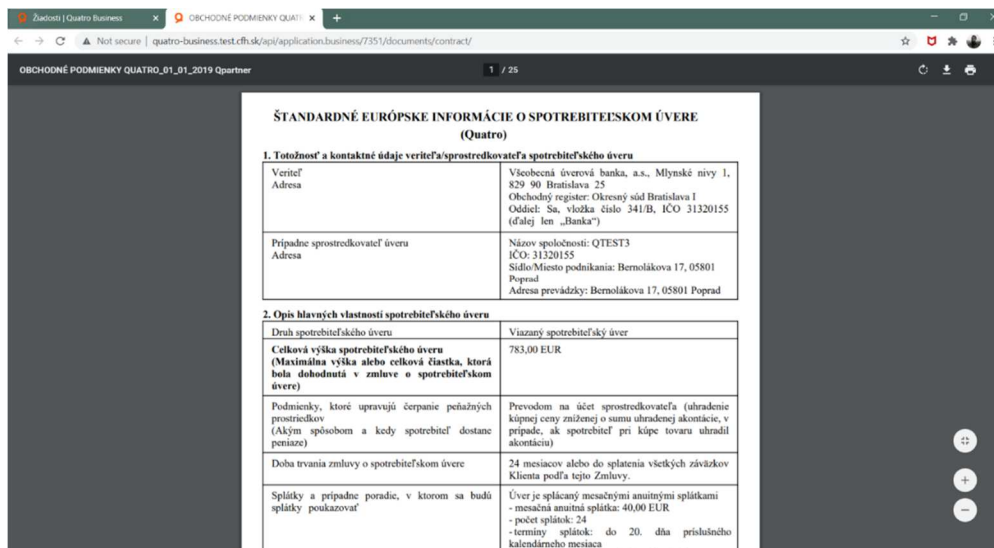 Žiadosti | Quatro Business
OBCHODNÉ PODMIENKY QUAT
Not secure | quatro-business.test.cfh.sk/api/application.business/7351/documents/contract/
OBCHODNÉ PODMIENKY QUATRO_01_01_2019 Qpartner
1 / 25
ŠTANDARDNÉ EURÓPSKE INFORMÁCIE O SPOTREBITEĽSKOM ÚVERE
(Quatro)
1. Totožnosť a kontaktné údaje veriteľa/sprostredkovateľa spotrebiteľského úveru
Veriteľ
Adresa
Všeobecná úverová banka, a.s., Mlynské nivy 1,
829 90 Bratislava 25
Obchodný register: Okresný súd Bratislava I
Oddiel: Sa, vložka číslo 341/B, IČO 31320155
(ďalej len „Banka“)
Prípadne sprostredkovateľ úveru
Adresa
Názov spoločnosti: QTEST3
IČO: 31320155
Sídlo/Miesto podnikania: Bernolákova 17, 05801
Poprad
Adresa prevádzky: Bernolákova 17, 05801 Poprad
2. Opis hlavných vlastností spotrebiteľského úveru
Druh spotrebiteľského úveru
Viazaný spotrebiteľský úver
Celková výška spotrebiteľského úveru
(Maximálna výška alebo celková čiastka, ktorá
bola dohodnutá v zmluve o spotrebiteľskom
úvere)
783,00 EUR
Podmienky, ktoré upravujú čerpanie peňažných
prostriedkov
(Akým spôsobom a kedy spotrebiteľ dostane
peniaze)
Prevodom na účet sprostredkovateľa (uhradenie
kúpnej ceny zníženej o sumu uhradenej akontácie, v
prípade, ak spotrebiteľ pri kúpe tovaru uhradil
akontáciu)
Doba trvania zmluvy o spotrebiteľskom úvere
24 mesiacov alebo do splatenia všetkých záväzkov
Klienta podľa tejto Zmluvy.
Splátky a prípadne poradie, v ktorom sa budú
splátky poukazovať
Úver je splácaný mesačnými anuitnými splátkami
- mesačná anuitná splátka: 40,00 EUR
- počet splátok: 24
- termíny splátok: do 20. dňa príslušného
kalendárneho mesiaca